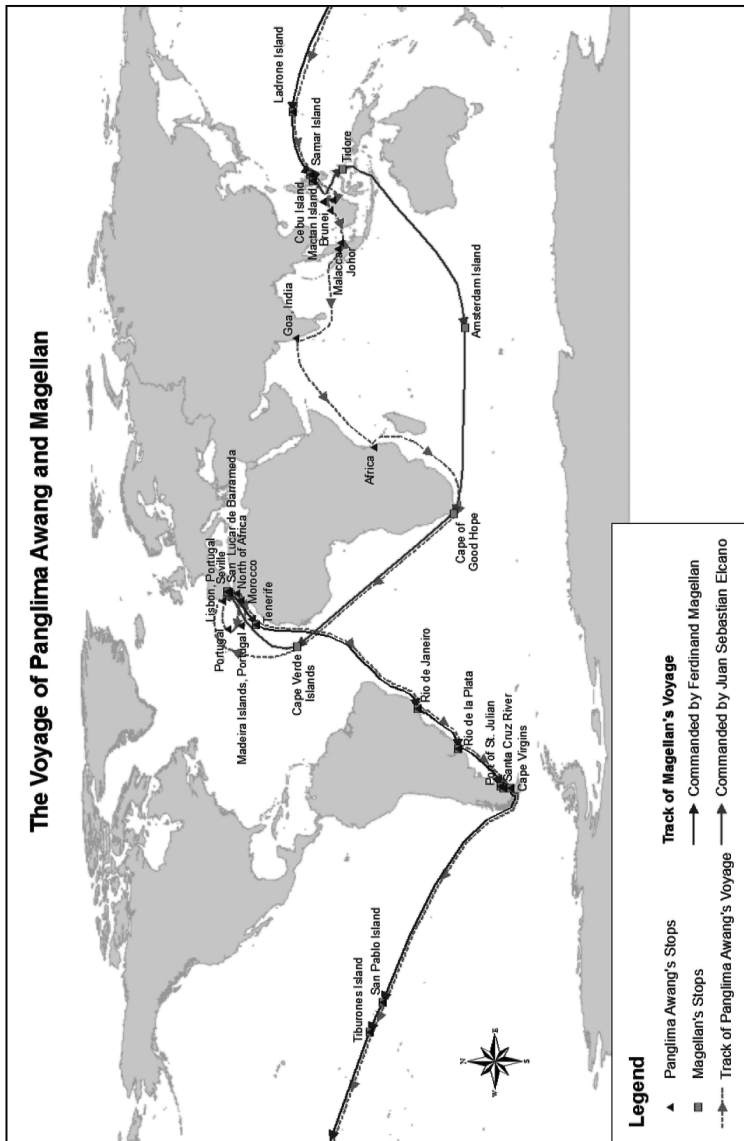 The Voyage of Panglima Awang and Magellan
Lisbon, Portugal
Seville
San Lucar de Barrameda
North of Africa
Morocco
Tenerife
Portugal
Madeira Islands, Portugal
Cape Verde
Islands
Goa, India
Ladrone Island
Samar Island
Cebu Island
Mactan Island
Brunei
Tidore
Malacca
Johor
Africa
Amsterdam Island
Cape of
Good Hope
Rio de Janeiro
Rio de la Plata
Port of St. Julian
Santa Cruz River
Cape Virgins
Tiburones Island
San Pablo Island
N
W
E
S
Legend
Panglima Awang's Stops
Magellan's Stops
Track of Panglima Awang's Voyage
Track of Magellan's Voyage
Commanded by Ferdinand Magellan
Commanded by Juan Sebastian Elcano